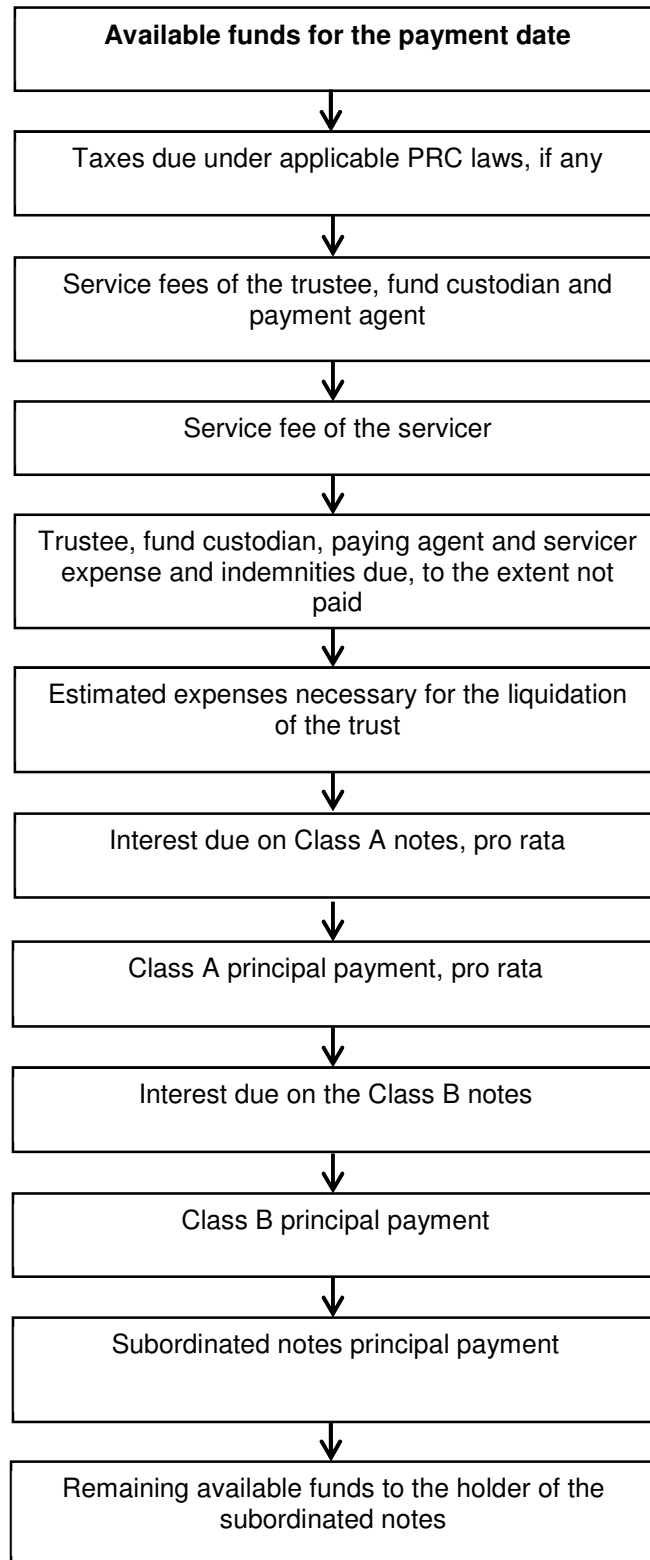 Available funds for the payment date
Taxes due under applicable PRC laws, if any
Service fees of the trustee, fund custodian and
payment agent
Service fee of the servicer
Trustee, fund custodian, paying agent and servicer
expense and indemnities due, to the extent not
paid
Estimated expenses necessary for the liquidation
of the trust
Interest due on Class A notes, pro rata
Class A principal payment, pro rata
Interest due on the Class B notes
Class B principal payment
Subordinated notes principal payment
Remaining available funds to the holder of the
subordinated notes